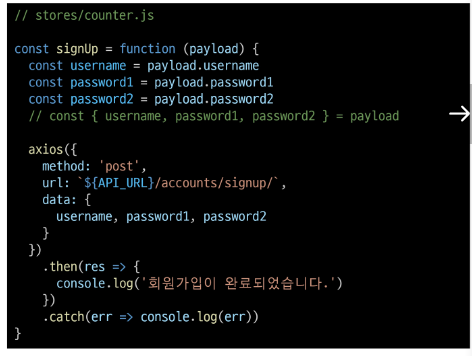 // stores/counter.js
const signUp = function (payload) {
const username = payload.username
const password1 = payload.password1
const password2 = payload.password2
// const { username, password1, password2 } = payload
axios({
method: 'post',
url: `${API_URL}/accounts/signup/`,
data: {
username, password1, password2
}
})
.then(res => {
console.log('회원가입이 완료되었습니다.')
})
.catch(err => console.log(err))
}